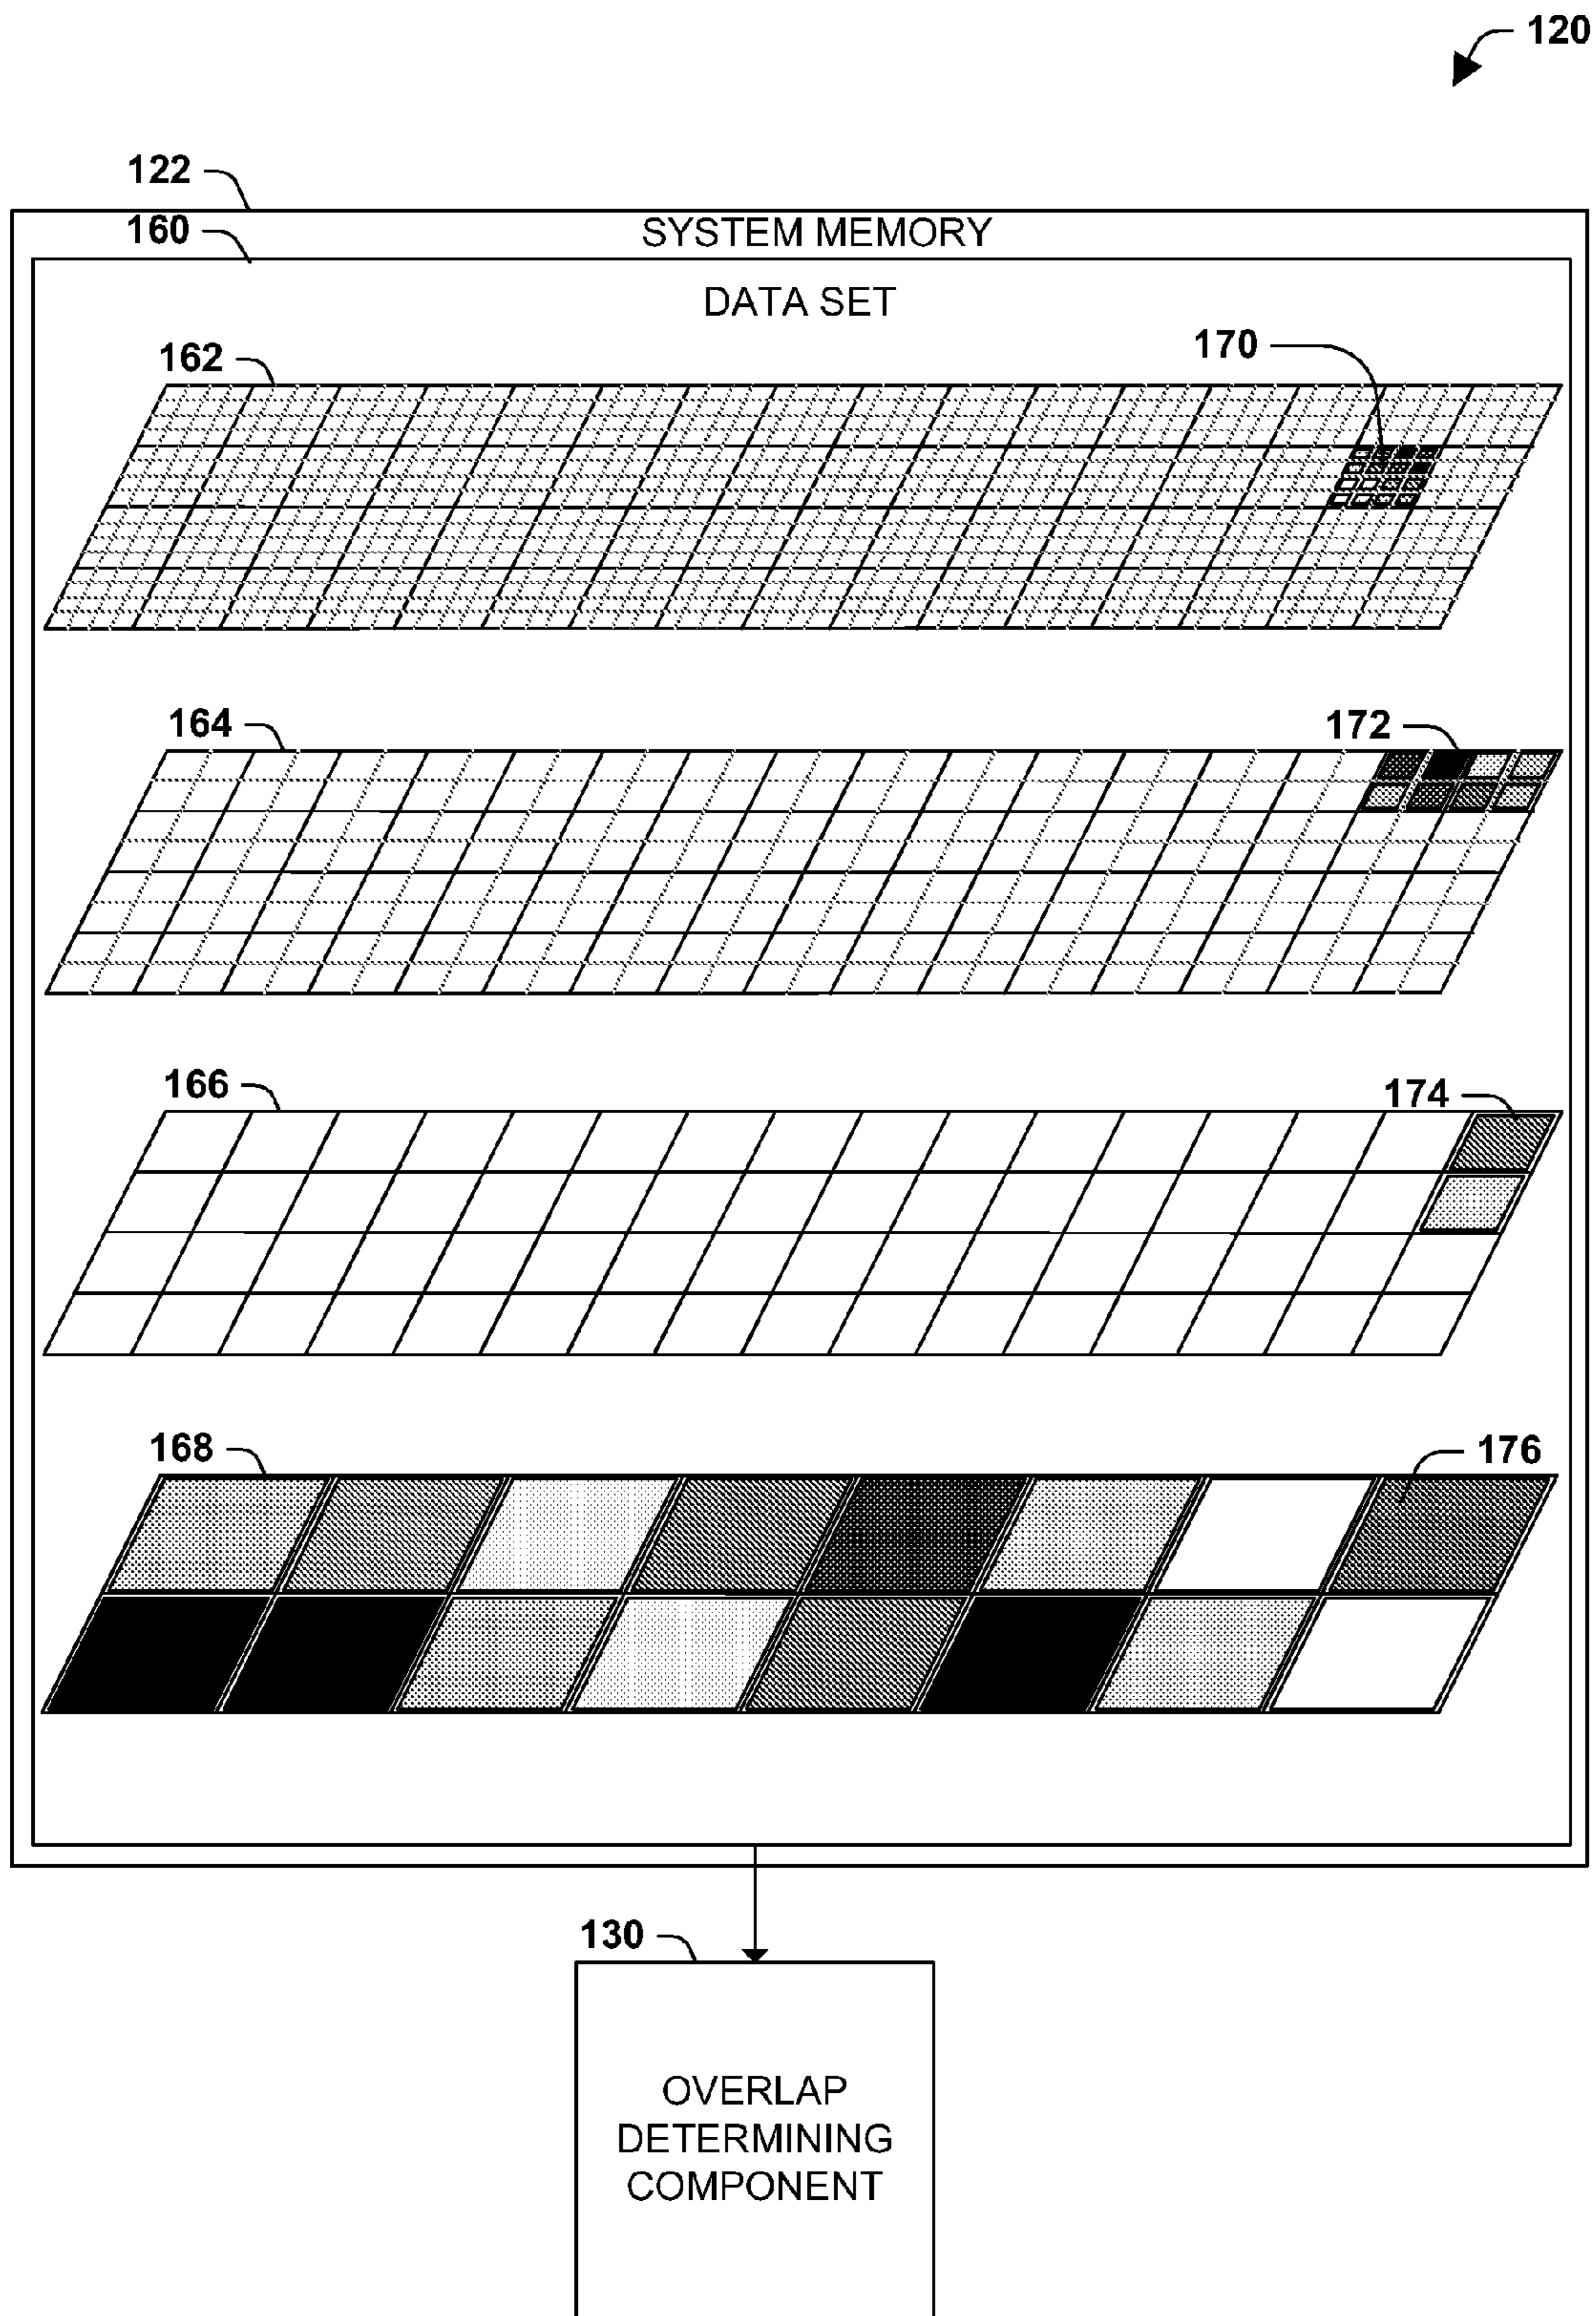 120
122
SYSTEM MEMORY
160
DATA SET
162
170
164
172
166
174
168
176
130
OVERLAP
DETERMINING
COMPONENT